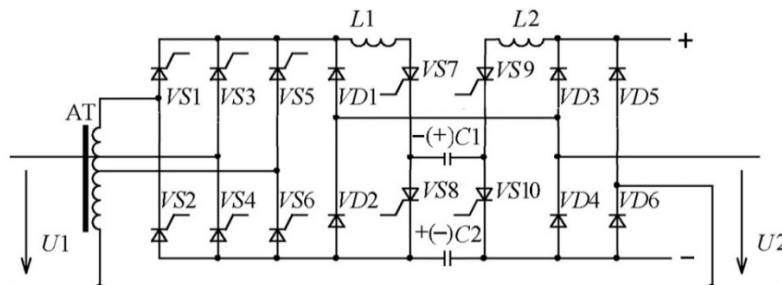 L1 L2
+
VS7 VS9
VS1 VS3 VS5 VD1 VD3 VD5
AT
−(+)C1
VS8 VS10
VS2 VS4 VS6 VD2 VD4 VD6
U1 +(−)C2 U2
−